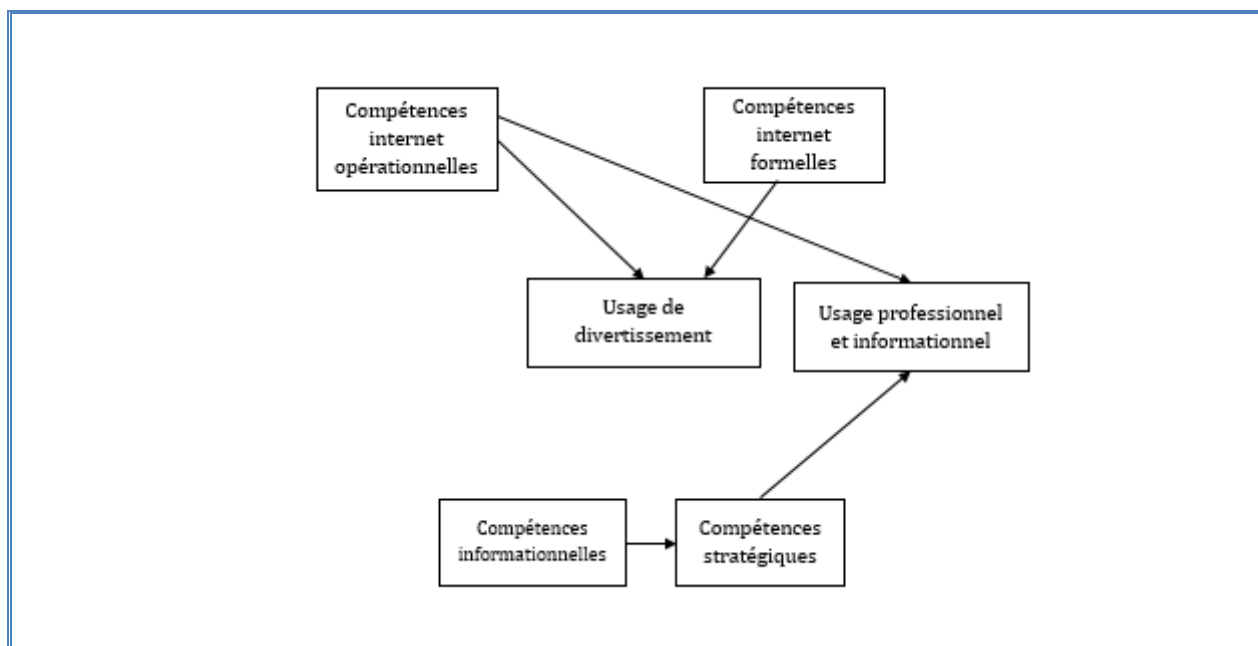 Compétences
internet
opérationnelles
Compétences
internet
formelles
Usage de
divertissement
Usage professionnel
et informationnel
Compétences
informationnelles
Compétences
stratégiques